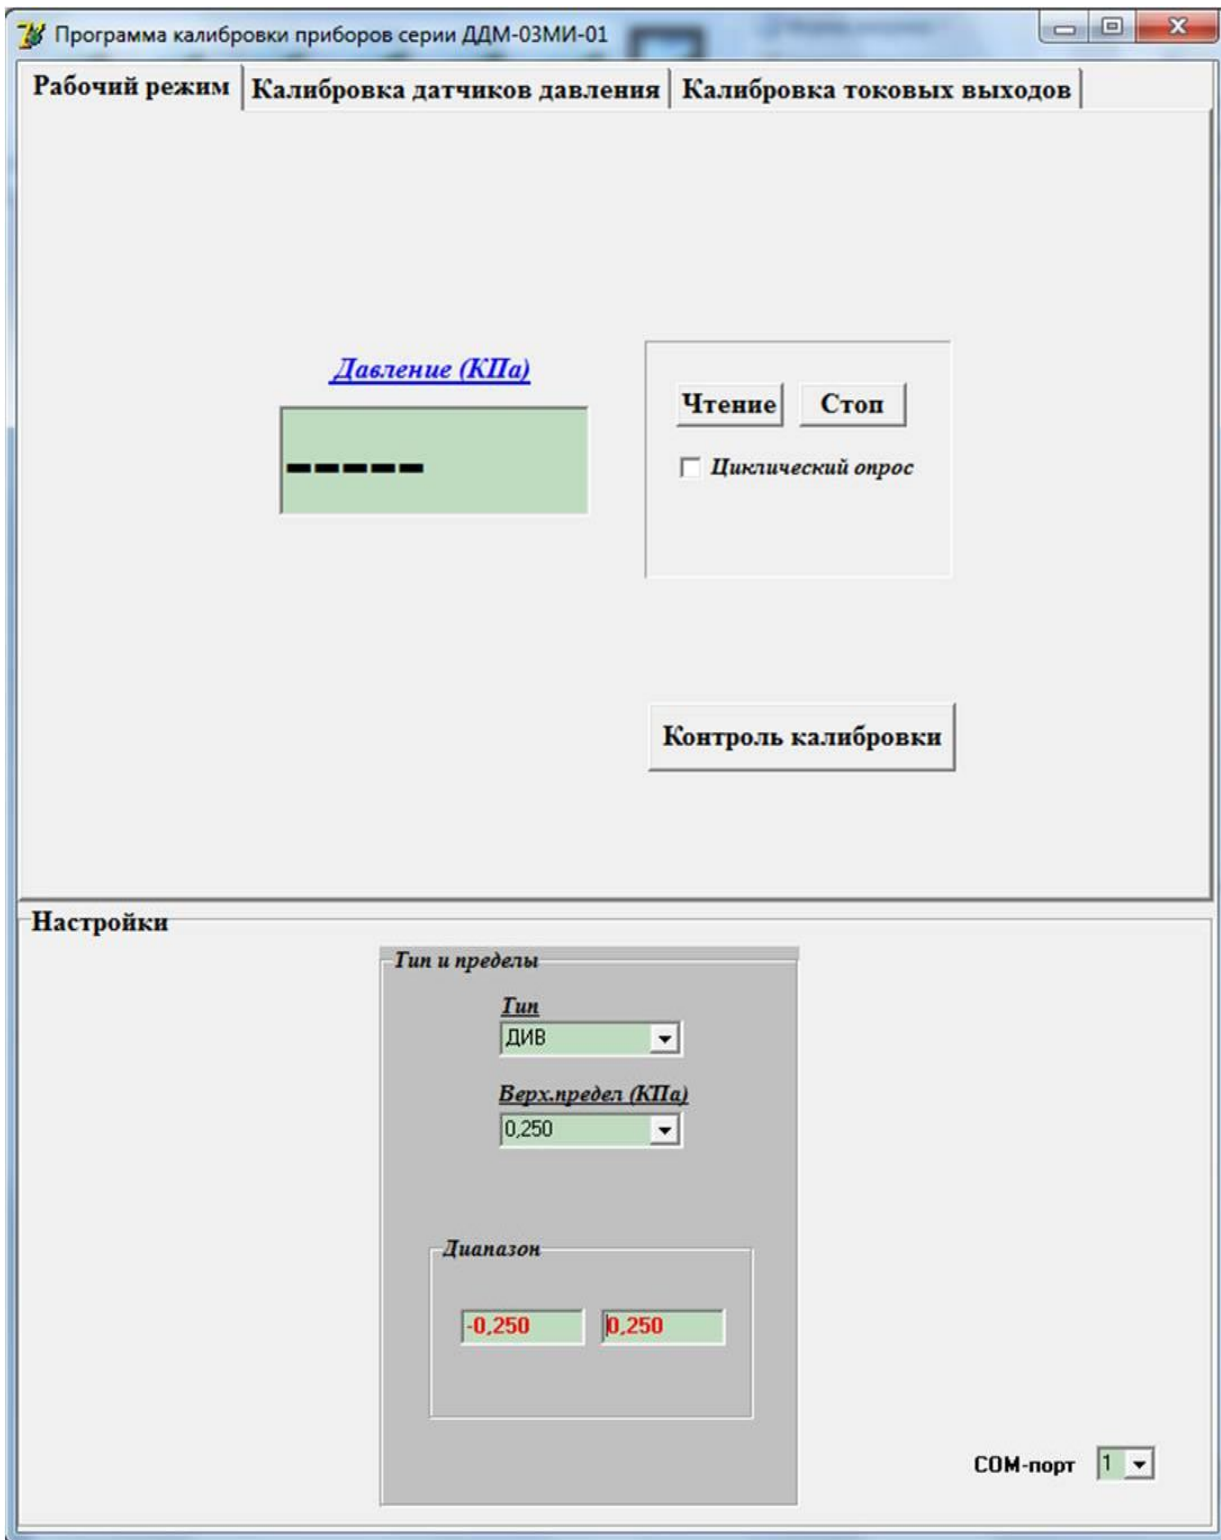 Программа калибровки приборов серии ДДМ-03МИ-01
Рабочий режим Калибровка датчиков давления Калибровка токовых выходов
Давление (КПа)
-----
Чтение Стоп
Циклический опрос
Контроль калибровки
Настройки
Тип и пределы
Тип
ДИВ
Верх.предел (КПа)
0,250
Диапазон
-0,250 0,250
COM-порт 1